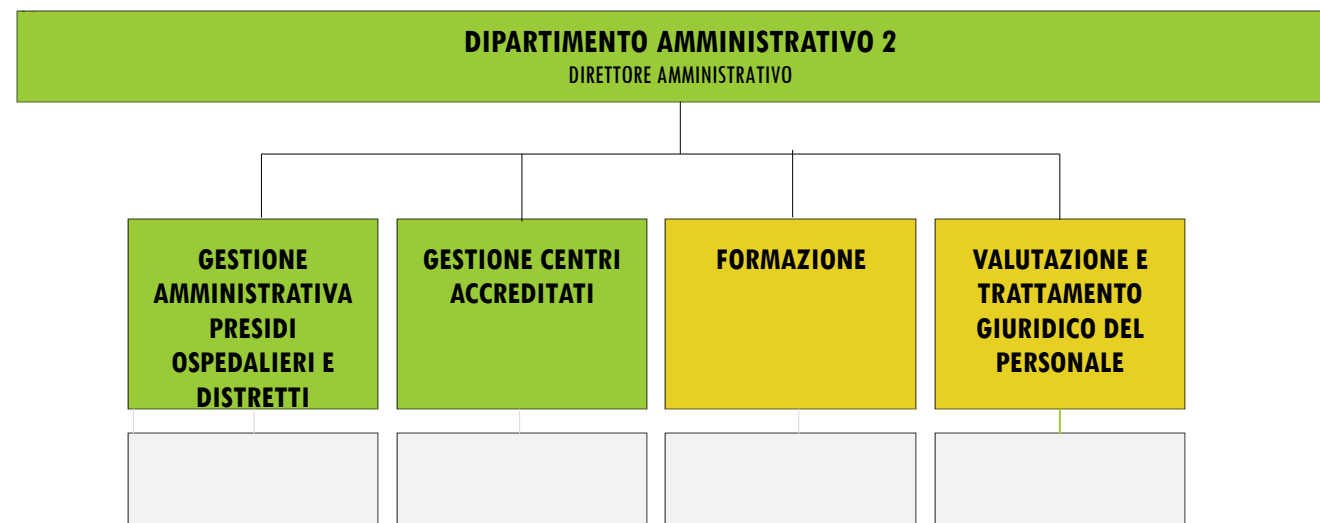 DIPARTIMENTO AMMINISTRATIVO 2
DIRETTORE AMMINISTRATIVO
GESTIONE
AMMINISTRATIVA
PRESIDI
OSPEDALIERI E
DISTRETTI
GESTIONE CENTRI
ACCREDITATI
FORMAZIONE
VALUTAZIONE E
TRATTAMENTO
GIURIDICO DEL
PERSONALE